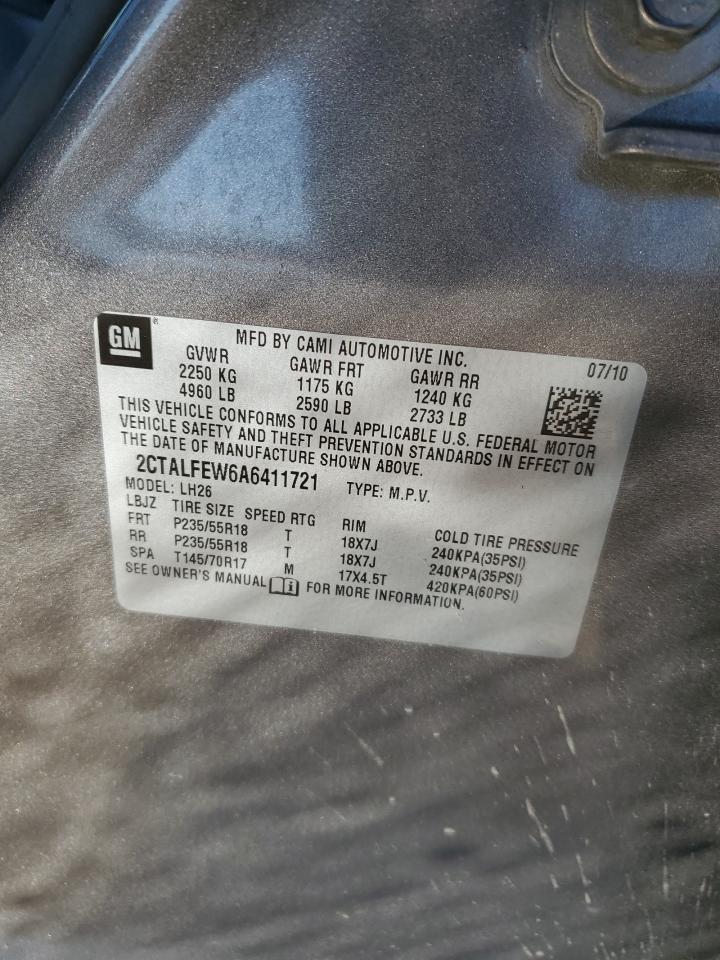 GM ®
MFD BY CAMI AUTOMOTIVE INC.
07/10
GVWR GAWR FRT GAWR RR
2250 KG 1175 KG 1240 KG
4960 LB 2590 LB 2733 LB
THIS VEHICLE CONFORMS TO ALL APPLICABLE U.S. FEDERAL MOTOR
VEHICLE SAFETY AND THEFT PREVENTION STANDARDS IN EFFECT ON
THE DATE OF MANUFACTURE SHOWN ABOVE.
2CTALFEW6A6411721 TYPE: M.P.V.
MODEL: LH26
LBJZ TIRE SIZE SPEED RTG RIM COLD TIRE PRESSURE
FRT P235/55R18 T 18X7J 240KPA(35PSI)
RR P235/55R18 T 18X7J 240KPA(35PSI)
SPA T145/70R17 M 17X4.5T 420KPA(60PSI)
SEE OWNER'S MANUAL i FOR MORE INFORMATION.